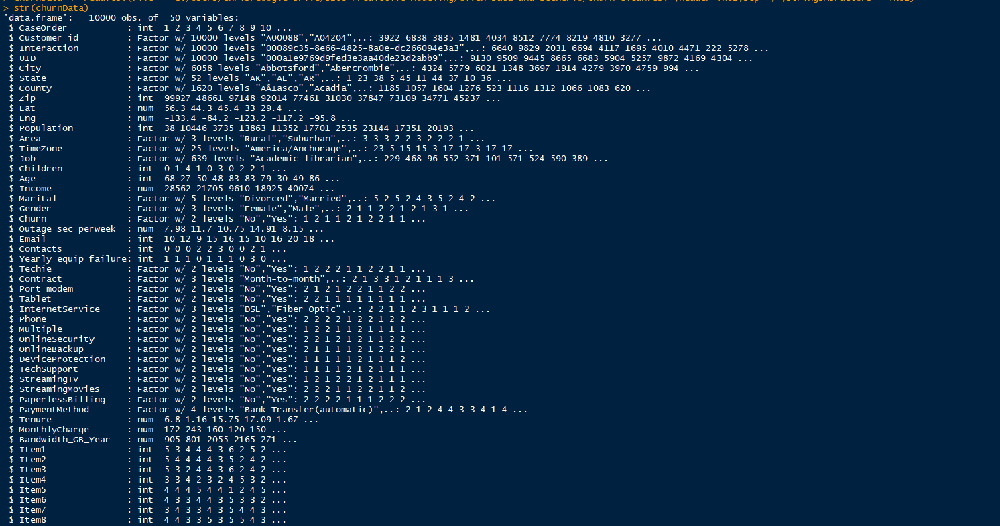 > str(churnData)
'data.frame':   10000 obs. of  50 variables:
 $ CaseOrder           : int  1 2 3 4 5 6 7 8 9 10 ...
 $ Customer_id         : Factor w/ 10000 levels "A00088","A04204",..: 3922 6838 3835 1481 4034 8512 7774 8219 4810 3277 ...
 $ Interaction         : Factor w/ 10000 levels "00089c35-8e66-4825-8a0e-dc266094e3a3",..: 6640 9829 2031 6694 4117 1695 4010 4471 222 5278 ...
 $ UID                 : Factor w/ 10000 levels "000a1e9769d9fed3e3aa40de23d2abb9",..: 9130 9509 9445 8665 6683 5904 5257 9872 4169 4304 ...
 $ City                : Factor w/ 6058 levels "Abbotsford","Abercrombie",..: 4324 5779 6021 1348 3697 1914 4279 3970 4759 994 ...
 $ State               : Factor w/ 52 levels "AK","AL","AR",..: 1 23 38 5 45 11 44 37 10 36 ...
 $ County              : Factor w/ 1620 levels "AÃ±asco","Acadia",..: 1185 1057 1604 1276 523 1116 1312 1066 1083 620 ...
 $ Zip                 : int  99927 48661 97148 92014 77461 31030 37847 73109 34771 45237 ...
 $ Lat                 : num  56.3 44.3 45.4 33 29.4 ...
 $ Lng                 : num  -133.4 -84.2 -123.2 -117.2 -95.8 ...
 $ Population          : int  38 10446 3735 13863 11352 17701 2535 23144 17351 20193 ...
 $ Area                : Factor w/ 3 levels "Rural","Suburban",..: 3 3 3 2 2 3 2 2 2 1 ...
 $ TimeZone            : Factor w/ 25 levels "America/Anchorage",..: 23 5 15 15 3 17 17 3 17 17 ...
 $ Job                 : Factor w/ 639 levels "Academic librarian",..: 229 468 96 552 371 101 571 524 590 389 ...
 $ Children            : int  0 1 4 1 0 3 0 2 2 1 ...
 $ Age                 : int  68 27 50 48 83 83 79 30 49 86 ...
 $ Income              : num  28562 21705 9610 18925 40074 ...
 $ Marital             : Factor w/ 5 levels "Divorced","Married",..: 5 2 5 2 4 3 5 2 4 2 ...
 $ Gender              : Factor w/ 3 levels "Female","Male",..: 2 1 1 2 2 1 2 1 3 1 ...
 $ Churn               : Factor w/ 2 levels "No","Yes": 1 2 1 1 2 1 2 2 1 1 ...
 $ Outage_sec_perweek  : num  7.98 11.7 10.75 14.91 8.15 ...
 $ Email               : int  10 12 9 15 16 15 10 16 20 18 ...
 $ Contacts            : int  0 0 0 2 2 3 0 0 2 1 ...
 $ Yearly_equip_failure: int  1 1 1 0 1 1 1 0 3 0 ...
 $ Techie              : Factor w/ 2 levels "No","Yes": 1 2 2 2 1 1 2 2 1 1 ...
 $ Contract            : Factor w/ 3 levels "Month-to-month",..: 2 1 3 3 1 2 1 1 1 3 ...
 $ Port_modem          : Factor w/ 2 levels "No","Yes": 2 1 2 1 2 2 1 1 2 2 ...
 $ Tablet              : Factor w/ 2 levels "No","Yes": 2 2 1 1 1 1 1 1 1 1 ...
 $ InternetService     : Factor w/ 3 levels "DSL","Fiber Optic",..: 2 2 1 1 2 3 1 1 1 2 ...
 $ Phone               : Factor w/ 2 levels "No","Yes": 2 2 2 2 1 2 2 1 2 2 ...
 $ Multiple            : Factor w/ 2 levels "No","Yes": 1 2 2 1 1 2 1 1 1 1 ...
 $ OnlineSecurity      : Factor w/ 2 levels "No","Yes": 2 2 1 2 1 2 1 1 2 2 ...
 $ OnlineBackup        : Factor w/ 2 levels "No","Yes": 2 1 1 1 1 2 1 2 2 1 ...
 $ DeviceProtection    : Factor w/ 2 levels "No","Yes": 1 1 1 1 1 2 1 1 1 2 ...
 $ TechSupport         : Factor w/ 2 levels "No","Yes": 1 1 1 1 2 1 2 1 1 1 ...
 $ StreamingTV         : Factor w/ 2 levels "No","Yes": 1 2 1 2 2 1 2 1 1 1 ...
 $ StreamingMovies     : Factor w/ 2 levels "No","Yes": 2 2 2 1 1 2 2 1 1 2 ...
 $ PaperlessBilling    : Factor w/ 2 levels "No","Yes": 2 2 2 2 1 1 1 2 2 2 ...
 $ PaymentMethod       : Factor w/ 4 levels "Bank Transfer(automatic)",..: 2 1 2 4 4 3 3 4 1 4 ...
 $ Tenure              : num  6.8 1.16 15.75 17.09 1.67 ...
 $ MonthlyCharge       : num  172 243 160 120 150 ...
 $ Bandwidth_GB_Year   : num  905 801 2055 2165 271 ...
 $ Item1               : int  5 3 4 4 4 3 6 2 5 2 ...
 $ Item2               : int  5 4 4 4 4 3 5 2 4 2 ...
 $ Item3               : int  5 3 2 4 4 3 6 2 4 2 ...
 $ Item4               : int  3 3 4 2 3 2 4 5 3 2 ...
 $ Item5               : int  4 4 4 5 4 4 1 2 4 5 ...
 $ Item6               : int  4 3 3 4 4 3 5 3 3 2 ...
 $ Item7               : int  3 4 3 3 4 3 5 4 4 3 ...
 $ Item8               : int  4 4 3 3 5 3 5 5 4 3 ...